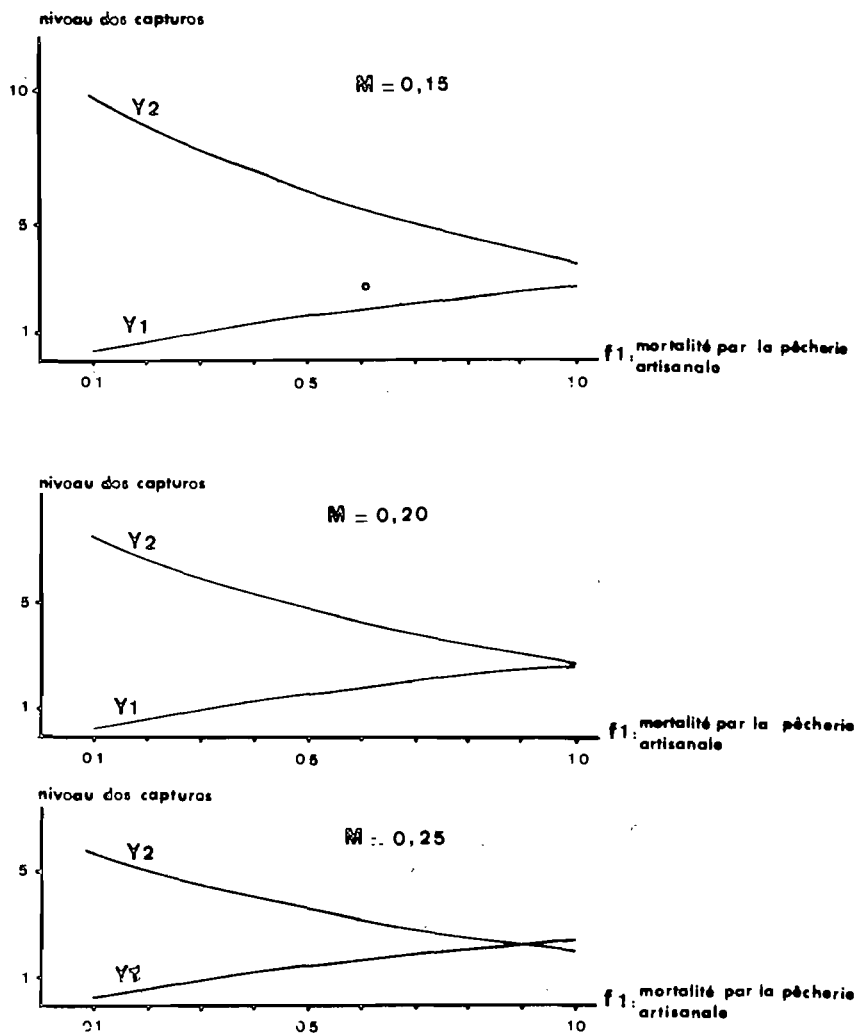 nivoau dos capturos
M = 0,15
10
Y2
5
1
Y1
01
05
10
f1: mortalité par la pêcherie
artisanale
nivoau dos capturos
M = 0,20
Y2
5
1
Y1
01
05
10
f1: mortalité par la pêcherie
artisanale
nivoau dos capturos
M = 0,25
Y2
5
1
01
05
10
f1: mortalité par la pêcherie
artisanale